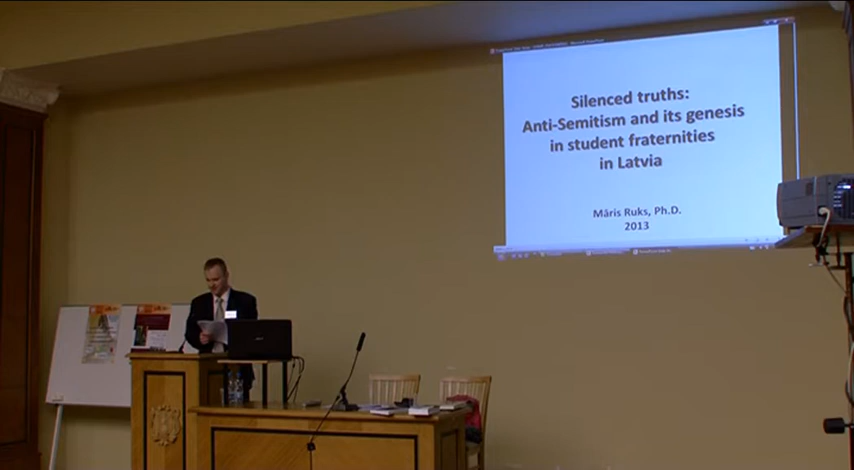 Silenced truths:
Anti-Semitism and its genesis
in student fraternities
in Latvia
Māris Ruks, Ph.D.
2013